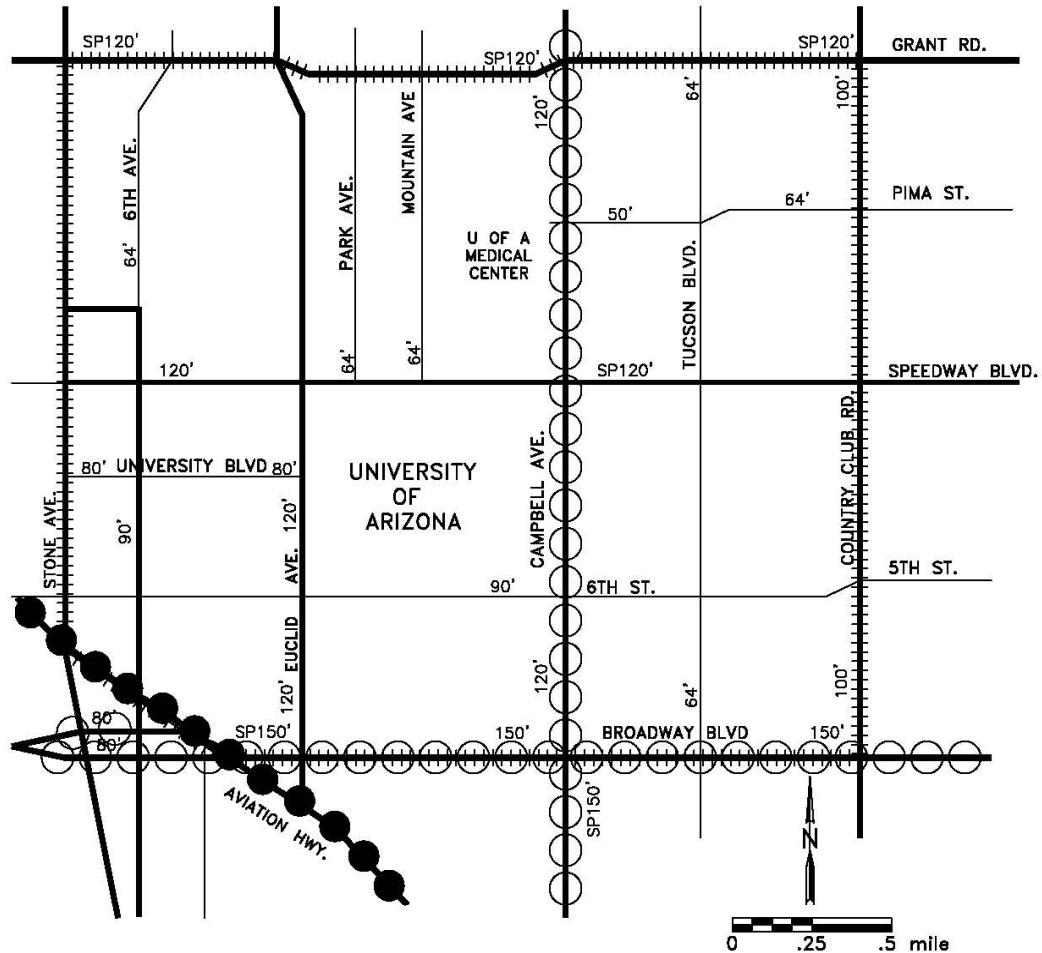 SP120'
SP120'
SP120'
GRANT RD.
64'
100'
120'
6TH AVE.
MOUNTAIN AVE
PARK AVE.
64'
64'
PIMA ST.
50'
U OF A
MEDICAL
CENTER
64'
TUCSON BLVD.
64'
64'
120'
SP120'
SPEEDWAY BLVD.
80' UNIVERSITY BLVD 80'
UNIVERSITY
OF
ARIZONA
CAMPBELL AVE.
COUNTRY CLUB RD.
STONE AVE.
90'
120'
AVE.
EUCLID
120'
90'
6TH ST.
5TH ST.
120'
64'
100'
80'
80'
SP150'
150'
BROADWAY BLVD
150'
SP150'
AVIATION HWY.
N
0 .25 .5 mile